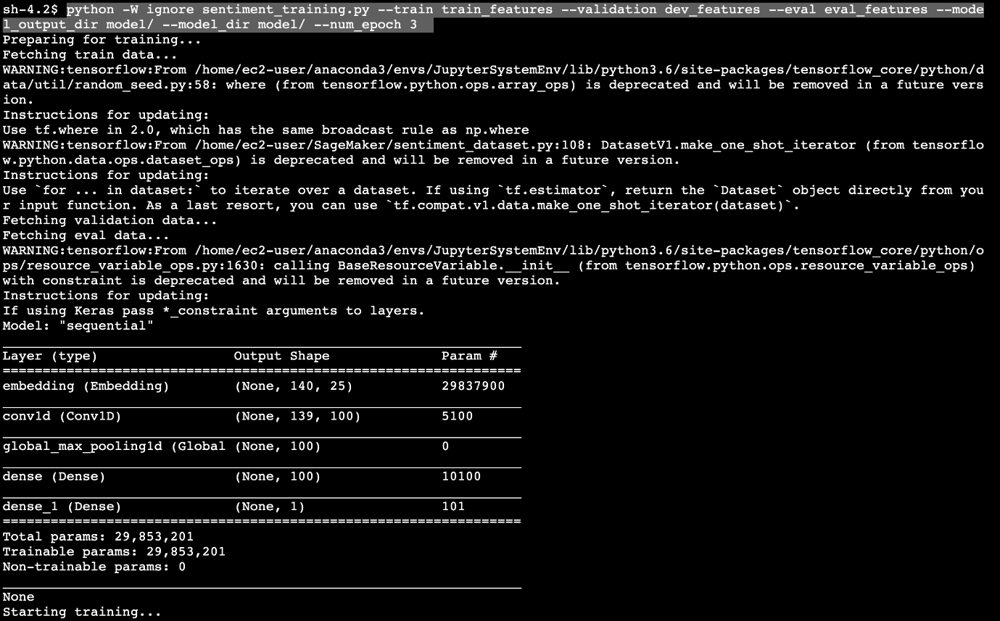 sh-4.2$ python -W ignore sentiment_training.py --train train_features --validation dev_features --eval eval_features --mode
l_output_dir model/ --model_dir model/ --num_epoch 3
Preparing for training...
Fetching train data...
WARNING:tensorflow:From /home/ec2-user/anaconda3/envs/JupyterSystemEnv/lib/python3.6/site-packages/tensorflow_core/python/d
ata/util/random_seed.py:58: where (from tensorflow.python.ops.array_ops) is deprecated and will be removed in a future vers
ion.
Instructions for updating:
Use tf.where in 2.0, which has the same broadcast rule as np.where
WARNING:tensorflow:From /home/ec2-user/SageMaker/sentiment_dataset.py:108: DatasetV1.make_one_shot_iterator (from tensorflo
w.python.data.ops.dataset_ops) is deprecated and will be removed in a future version.
Instructions for updating:
Use `for ... in dataset:` to iterate over a dataset. If using `tf.estimator`, return the `Dataset` object directly from you
r input function. As a last resort, you can use `tf.compat.v1.data.make_one_shot_iterator(dataset)`.
Fetching validation data...
Fetching eval data...
WARNING:tensorflow:From /home/ec2-user/anaconda3/envs/JupyterSystemEnv/lib/python3.6/site-packages/tensorflow_core/python/o
ps/resource_variable_ops.py:1630: calling BaseResourceVariable.__init__ (from tensorflow.python.ops.resource_variable_ops)
with constraint is deprecated and will be removed in a future version.
Instructions for updating:
If using Keras pass *_constraint arguments to layers.
Model: "sequential"
_________________________________________________________________
Layer (type)                 Output Shape              Param #
=================================================================
embedding (Embedding)        (None, 140, 25)           29837900
_________________________________________________________________
conv1d (Conv1D)              (None, 139, 100)          5100
_________________________________________________________________
global_max_pooling1d (Global (None, 100)               0
_________________________________________________________________
dense (Dense)                (None, 100)               10100
_________________________________________________________________
dense_1 (Dense)              (None, 1)                 101
=================================================================
Total params: 29,853,201
Trainable params: 29,853,201
Non-trainable params: 0
_________________________________________________________________
None
Starting training...